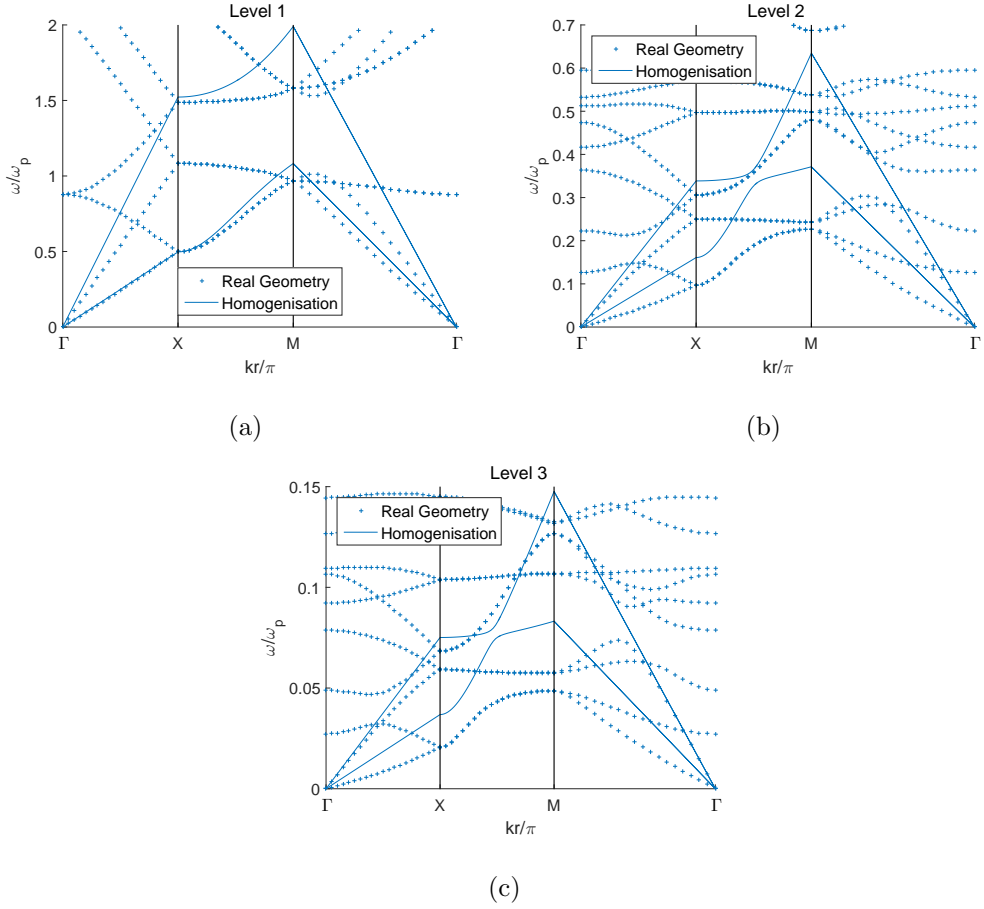 Level 1
2
1.5
1
0.5
0
ω/ω_p
Real Geometry
Homogenisation
Γ X M Γ
kr/π
(a)
Level 2
0.7
0.6
0.5
0.4
0.3
0.2
0.1
0
ω/ω_p
Real Geometry
Homogenisation
Γ X M Γ
kr/π
(b)
Level 3
0.15
0.1
0.05
0
ω/ω_p
Real Geometry
Homogenisation
Γ X M Γ
kr/π
(c)